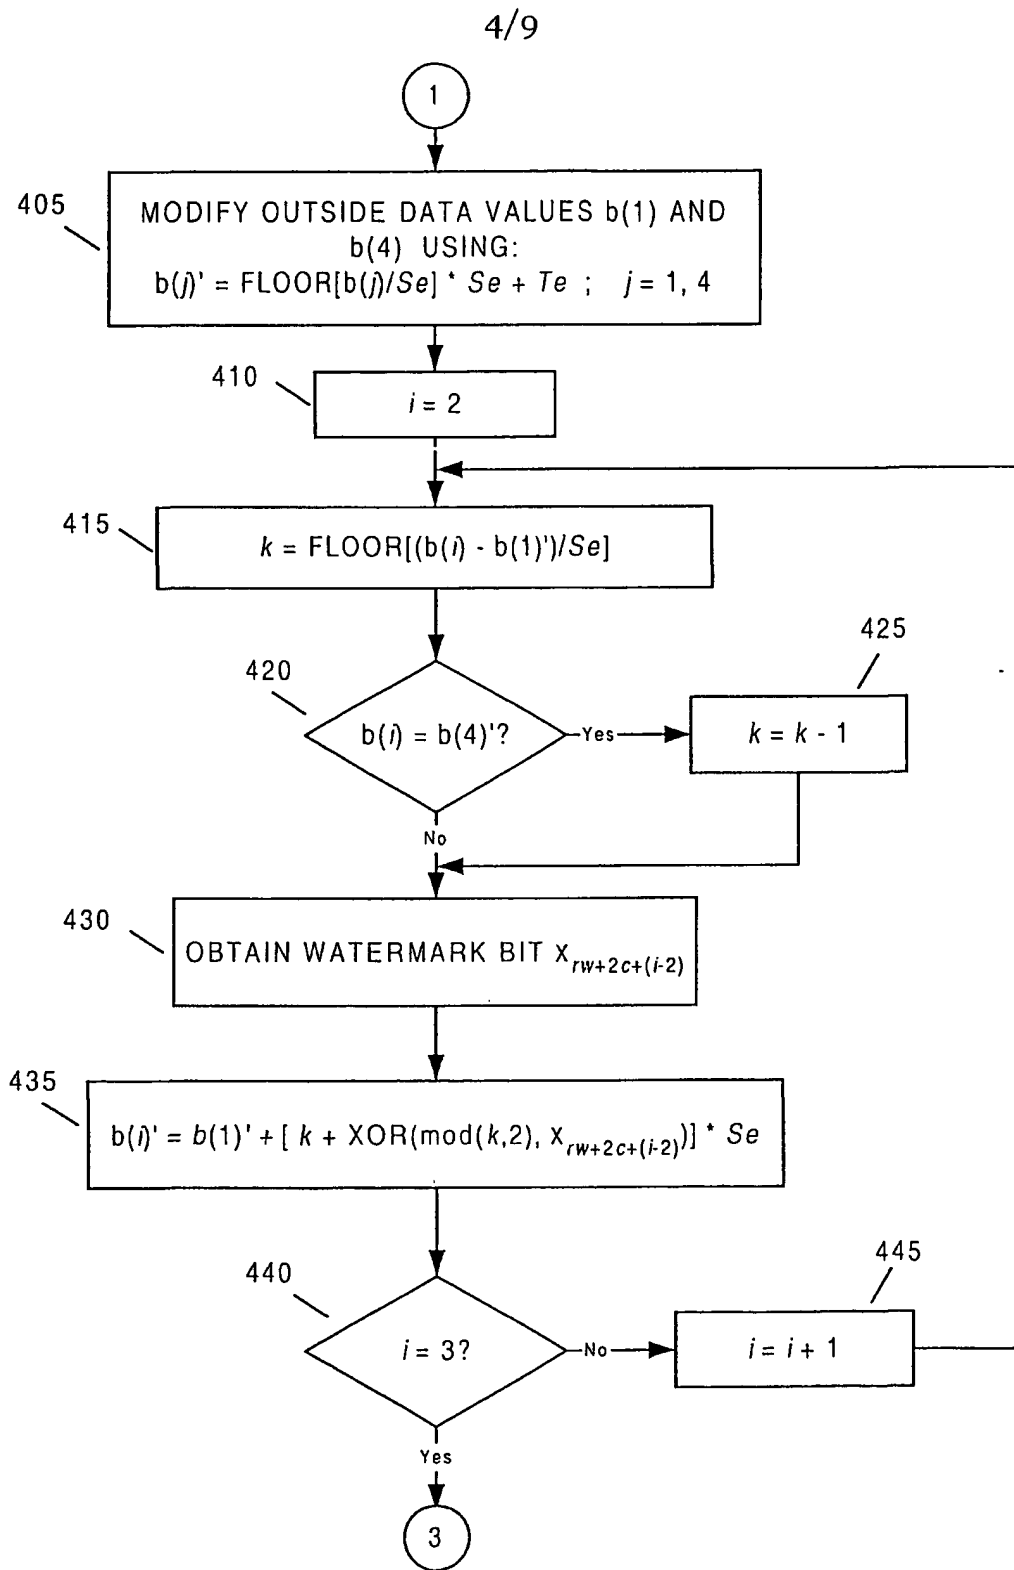 4/9
1
405
MODIFY OUTSIDE DATA VALUES b(1) AND
b(4) USING:
b(j)' = FLOOR[b(j)/Se] * Se + Te ; j = 1, 4
410
i = 2
415
k = FLOOR[(b(i) - b(1)')/Se]
420
b(i) = b(4)'?
Yes
425
k = k - 1
No
430
OBTAIN WATERMARK BIT X_{rw+2c+(i-2)}
435
b(i)' = b(1)' + [ k + XOR(mod(k,2), X_{rw+2c+(i-2)})] * Se
440
i = 3?
No
445
i = i + 1
Yes
3